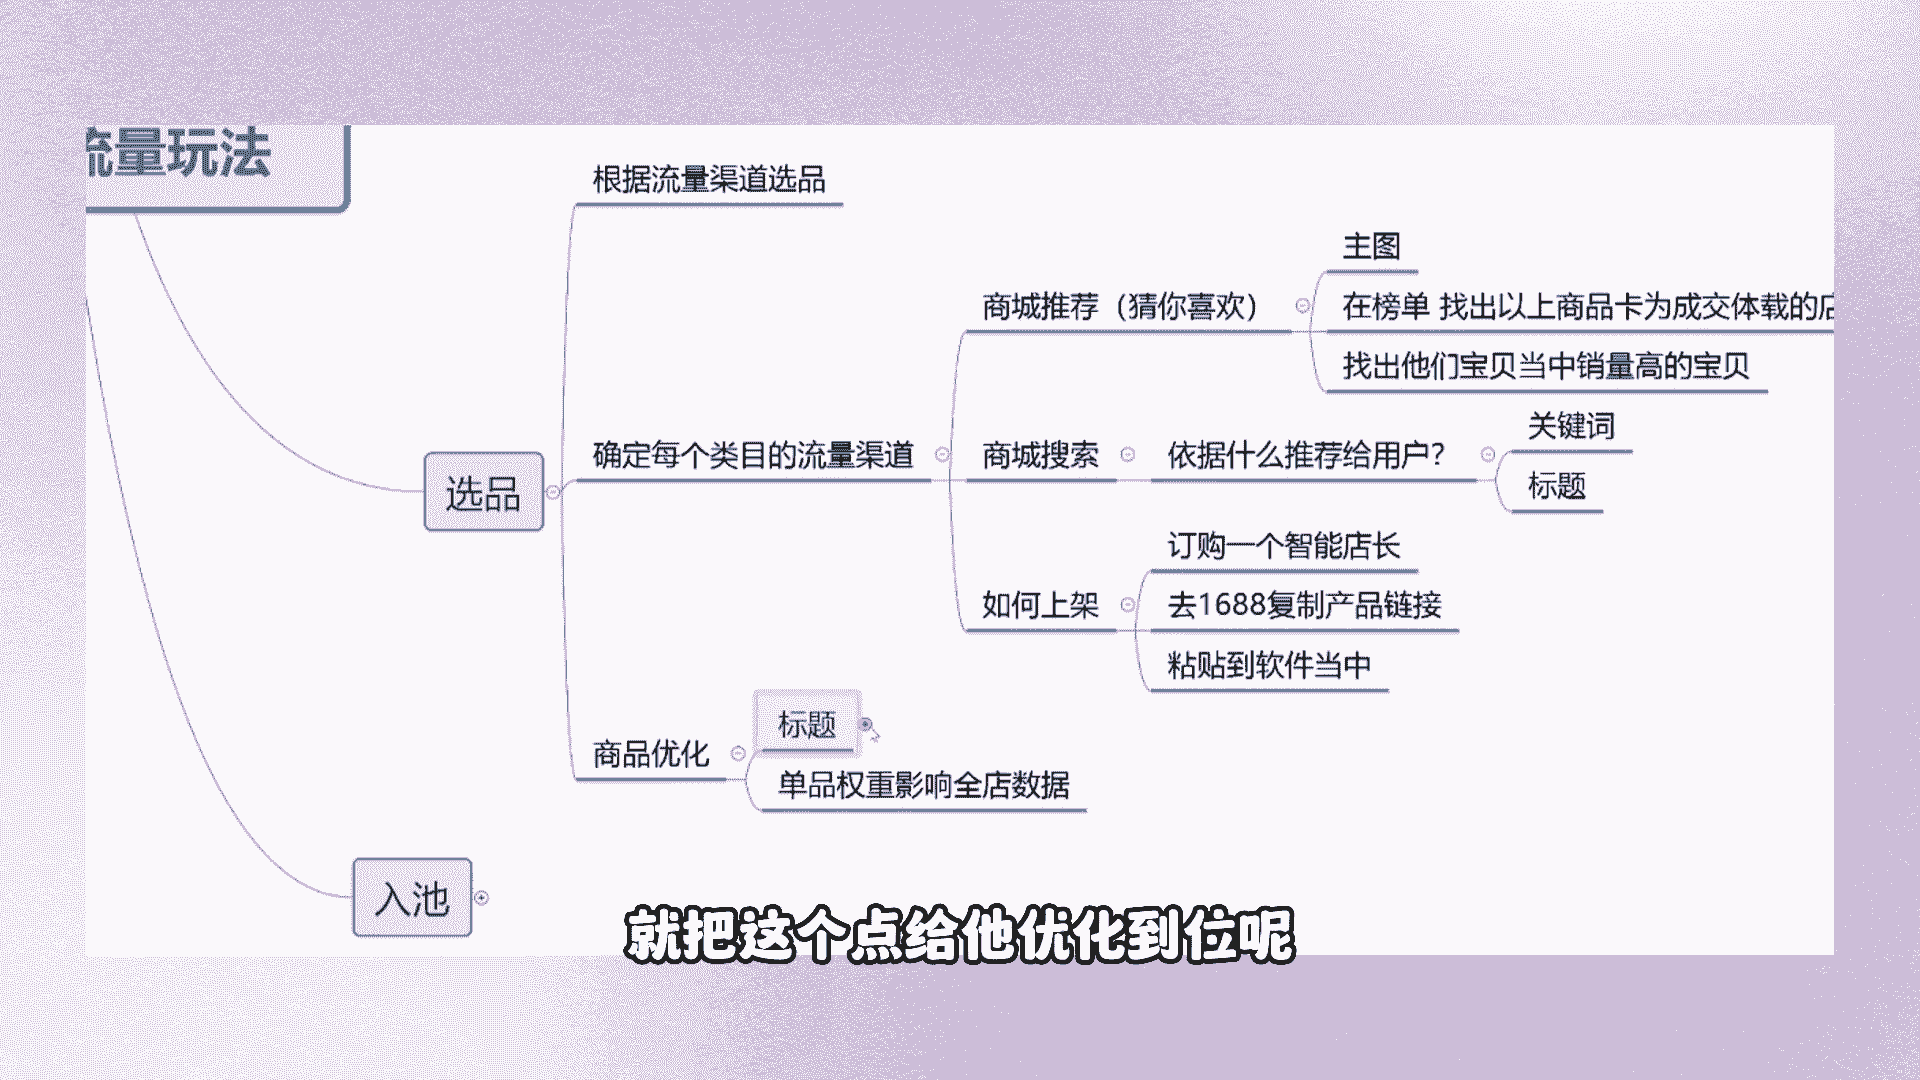 流量玩法
根据流量渠道选品
主图
商城推荐（猜你喜欢）
在榜单 找出以上商品卡为成交体载的店
找出他们宝贝当中销量高的宝贝
关键词
确定每个类目的流量渠道
商城搜索
依据什么推荐给用户？
标题
选品
订购一个智能店长
如何上架
去1688复制产品链接
粘贴到软件当中
标题
商品优化
单品权重影响全店数据
入池
就把这个点给他优化到位呢